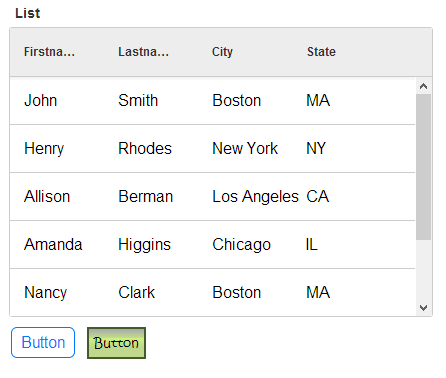 List
Firstna... Lastna... City State
John Smith Boston MA
Henry Rhodes New York NY
Allison Berman Los Angeles CA
Amanda Higgins Chicago IL
Nancy Clark Boston MA
Button Button